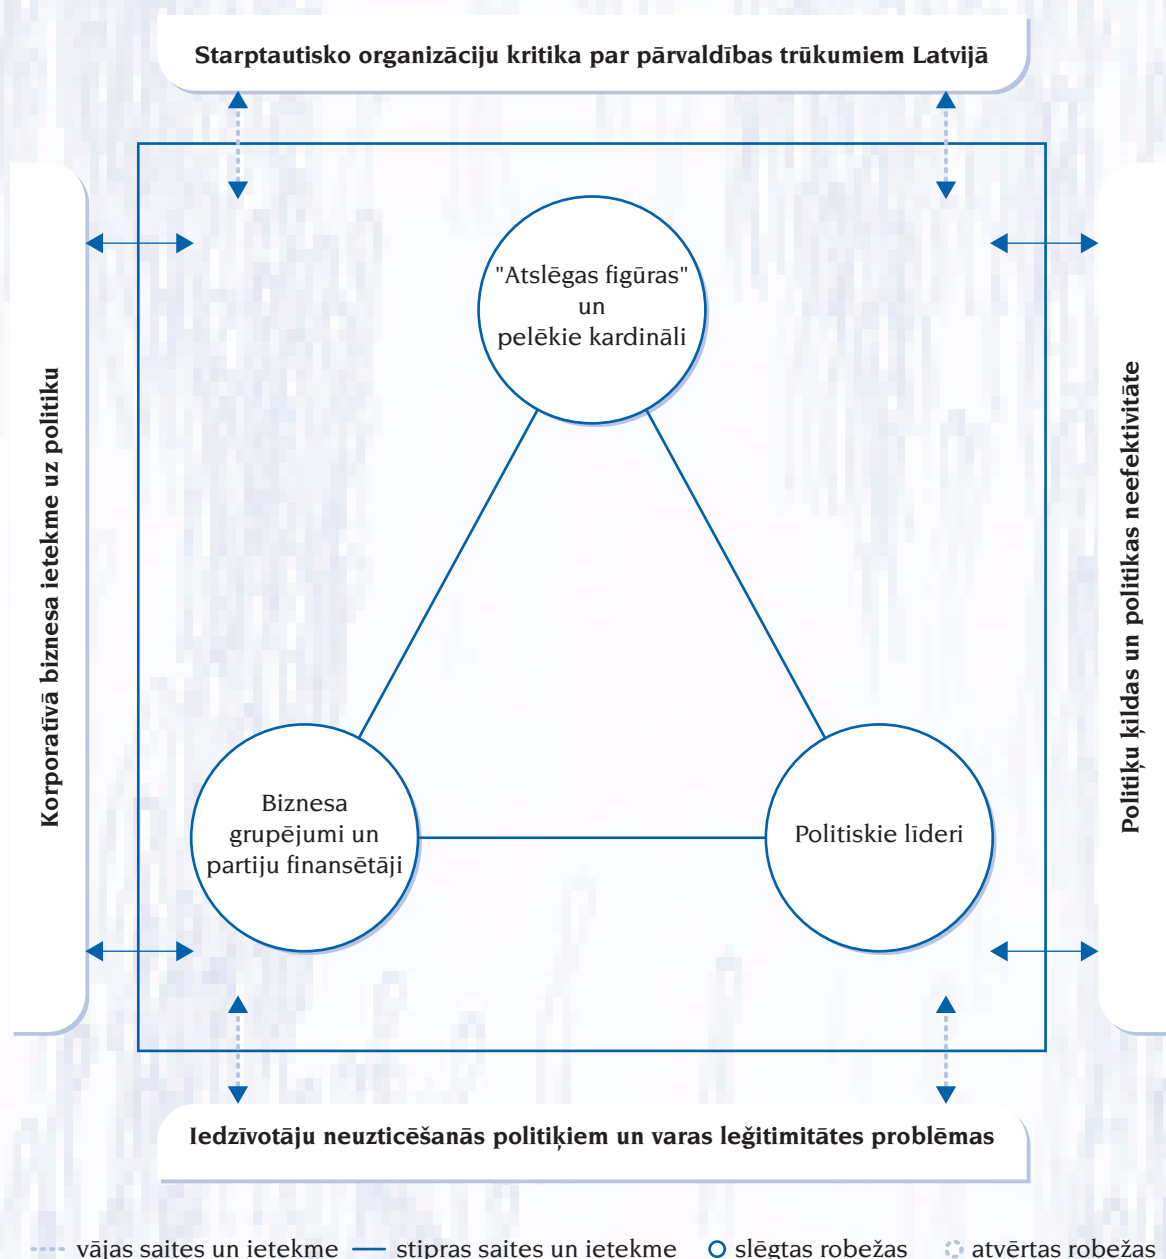 Starptautisko organizāciju kritika par pārvaldības trūkumiem Latvijā
Korporatīvā biznesa ietekme uz politiku
"Atslēgas figūras"
un
pelēkie kardināli
Politiķu ķildas un politikas neefektivitāte
Biznesa
grupējumi un
partiju finansētāji
Politiskie līderi
Iedzīvotāju neuzticēšanās politiķiem un varas leģitimitātes problēmas
vājas saites un ietekme
stipras saites un ietekme
slēgtas robežas
atvērtas robežas